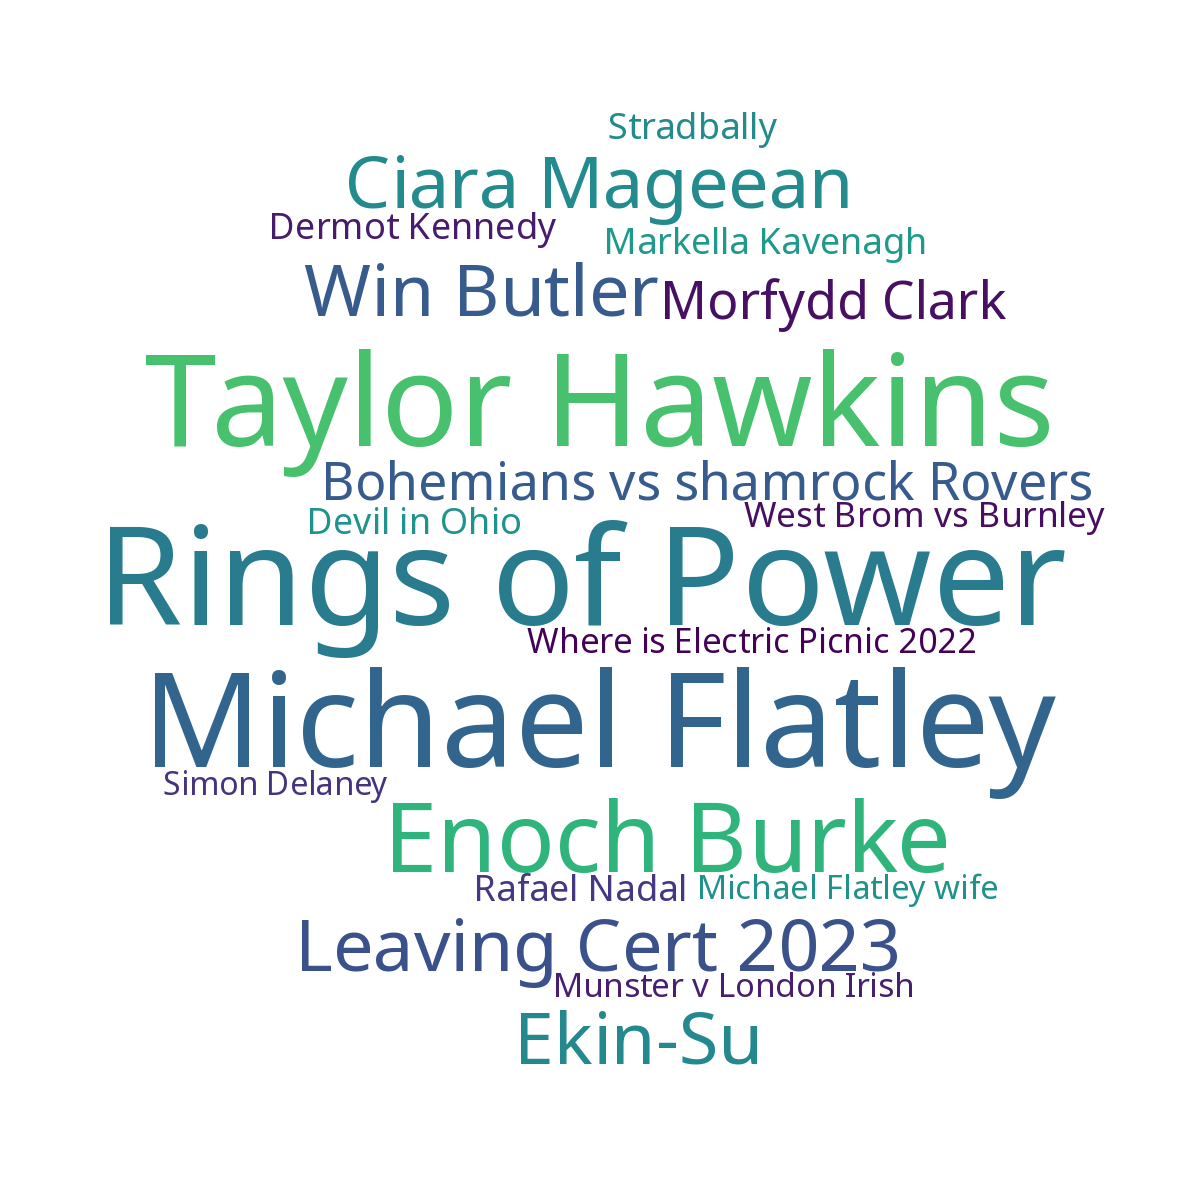 Stradbally
Ciara Mageean
Dermot Kennedy
Markella Kavenagh
Win Butler
Morfydd Clark
Taylor Hawkins
Bohemians vs shamrock Rovers
Devil in Ohio
West Brom vs Burnley
Rings of Power
Where is Electric Picnic 2022
Michael Flatley
Simon Delaney
Enoch Burke
Rafael Nadal
Michael Flatley wife
Leaving Cert 2023
Munster v London Irish
Ekin-Su